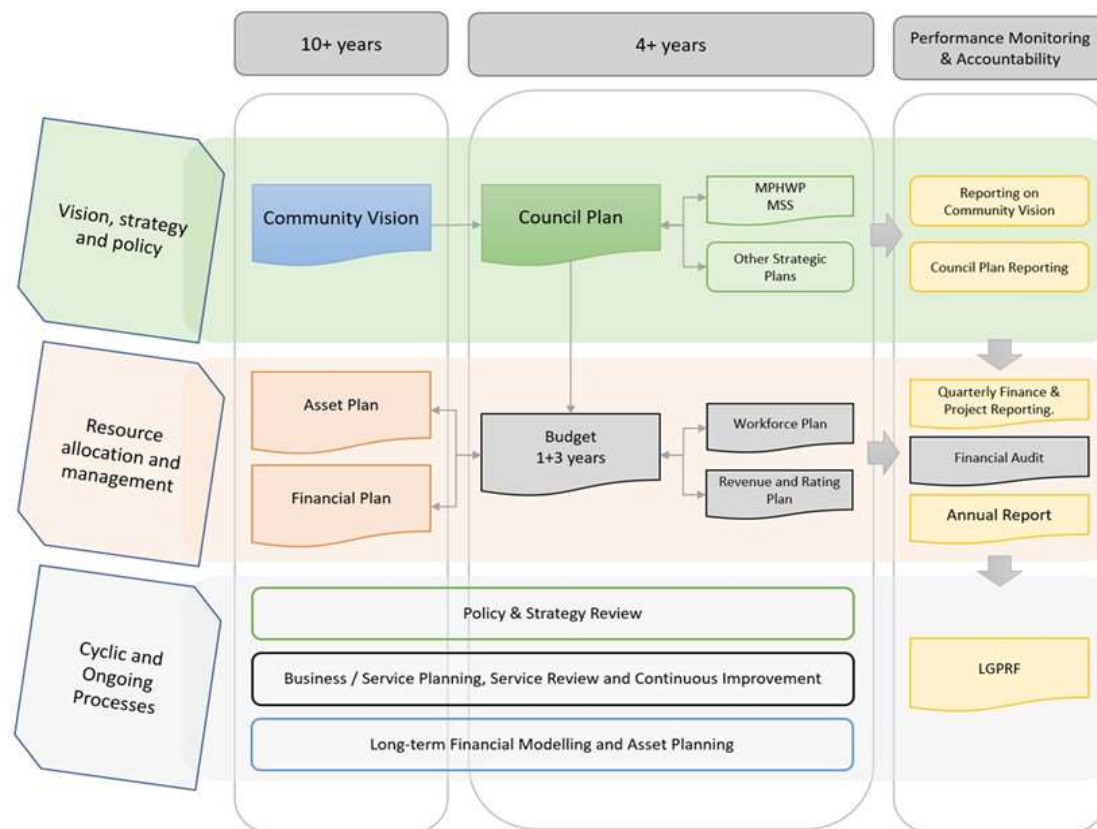 10+ years
4+ years
Performance Monitoring
& Accountability
Vision, strategy
and policy
Community Vision
Council Plan
MPHWP
MSS
Other Strategic
Plans
Reporting on
Community Vision
Council Plan Reporting
Resource
allocation and
management
Asset Plan
Financial Plan
Budget
1+3 years
Workforce Plan
Revenue and Rating
Plan
Quarterly Finance &
Project Reporting.
Financial Audit
Annual Report
Cyclic and
Ongoing
Processes
Policy & Strategy Review
Business / Service Planning, Service Review and Continuous Improvement
Long-term Financial Modelling and Asset Planning
LGPRF